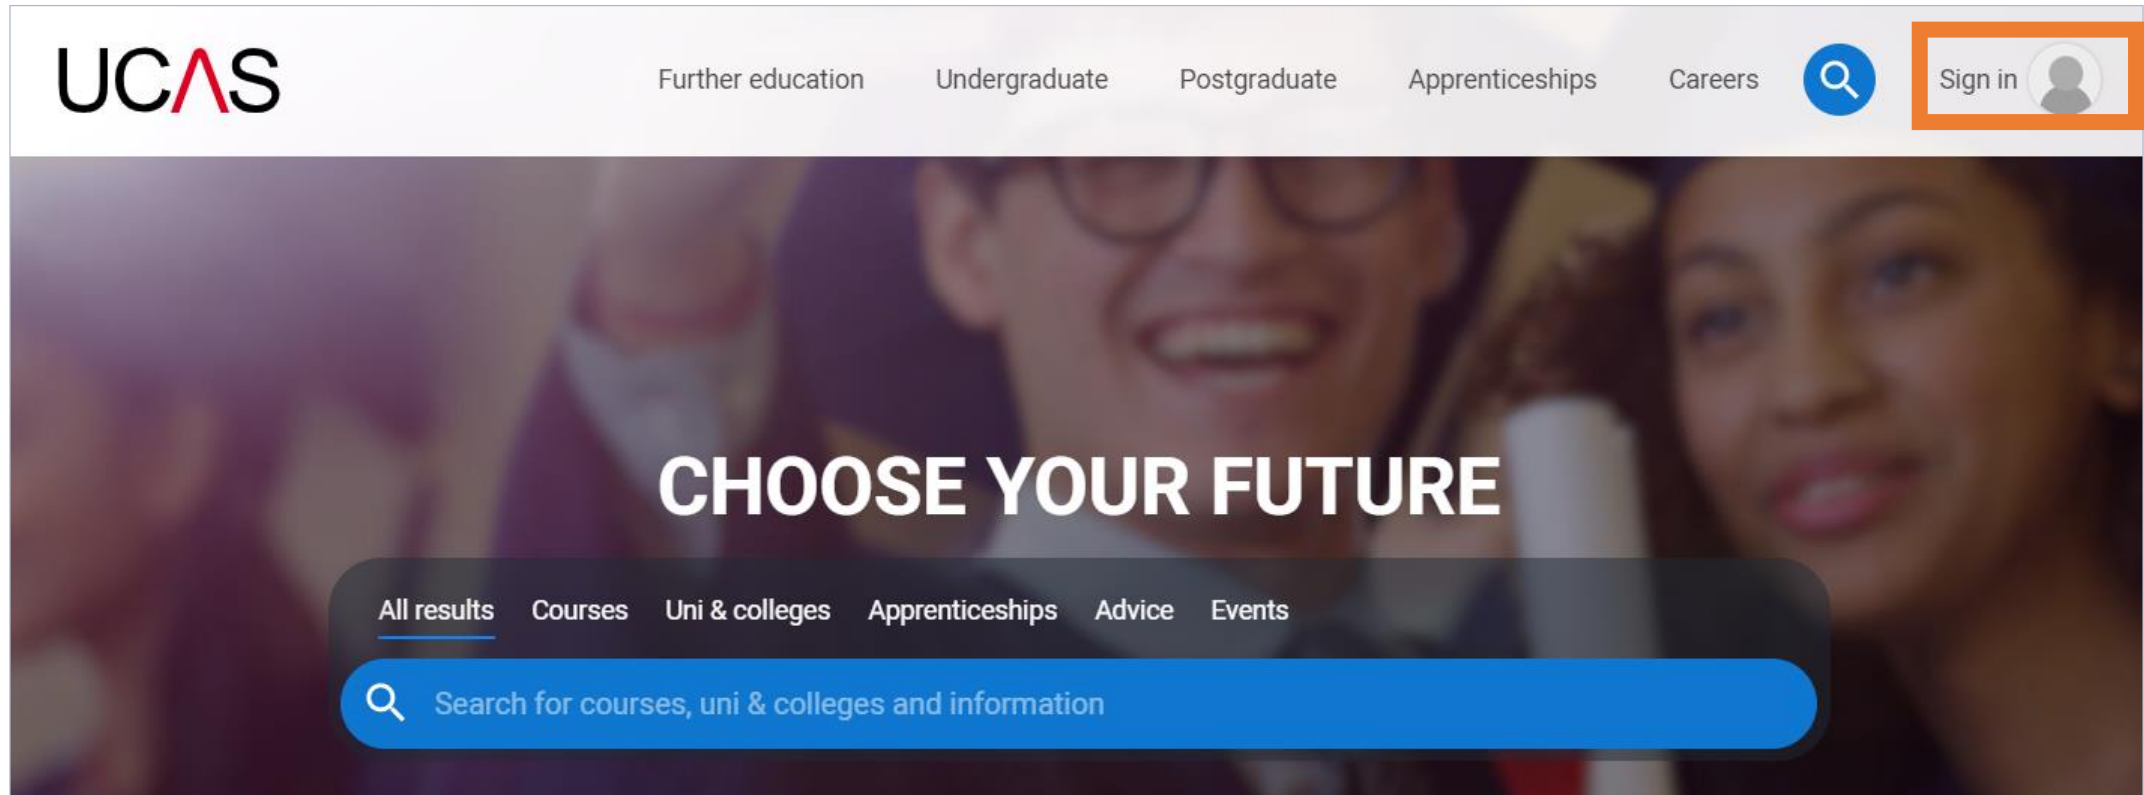 UCAS
Further education Undergraduate Postgraduate Apprenticeships Careers Sign in
CHOOSE YOUR FUTURE
All results Courses Uni & colleges Apprenticeships Advice Events
Search for courses, uni & colleges and information